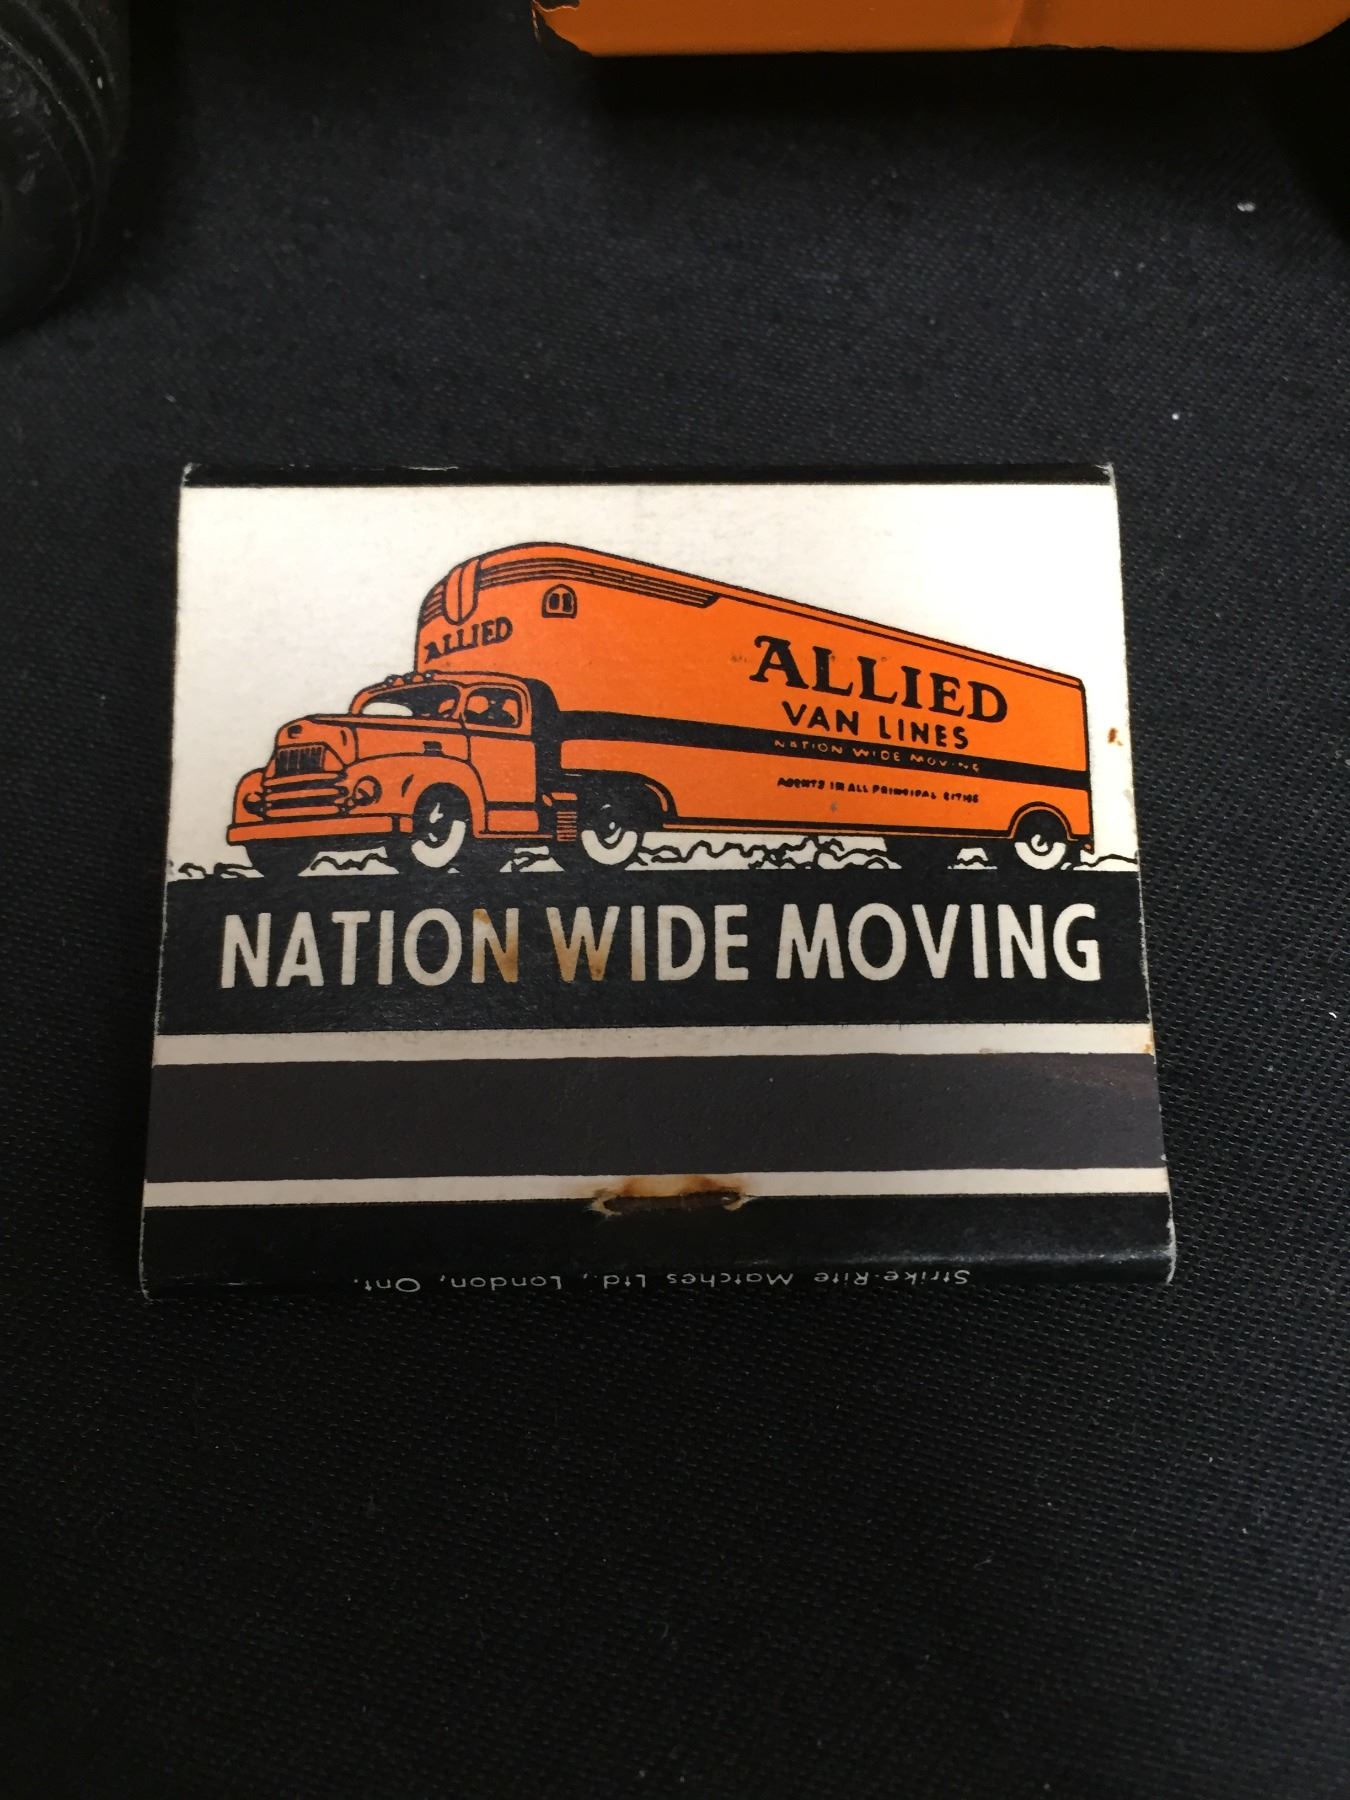 ALLIED
ALLIED
VAN LINES
NATION WIDE MOVING
AGENTS IN ALL PRINCIPAL CITIES
NATION WIDE MOVING
Strike-Rite Matches Ltd., London, Ont.